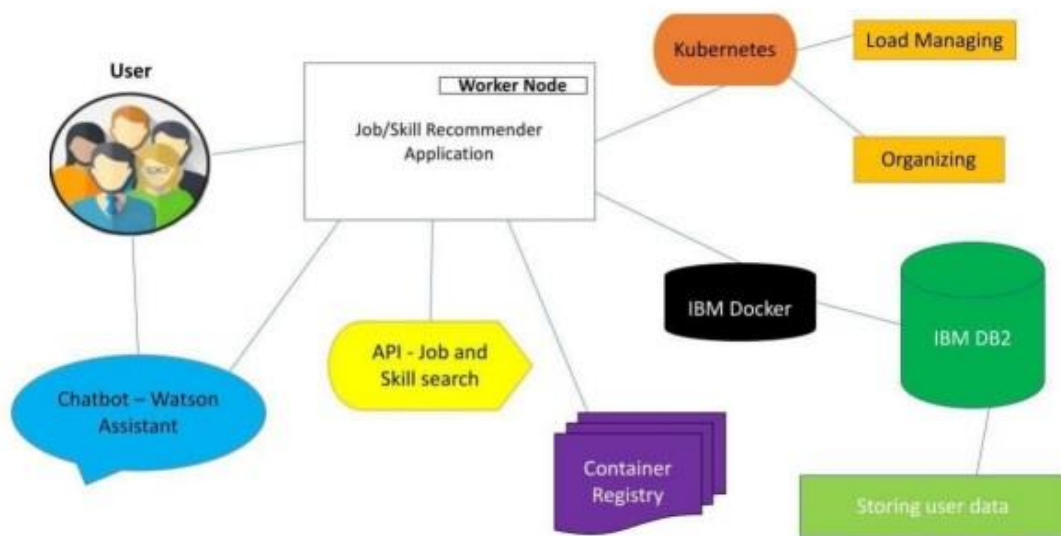 User
Worker Node
Job/Skill Recommender
Application
Kubernetes
Load Managing
Organizing
IBM Docker
IBM DB2
API - Job and
Skill search
Chatbot – Watson
Assistant
Container
Registry
Storing user data